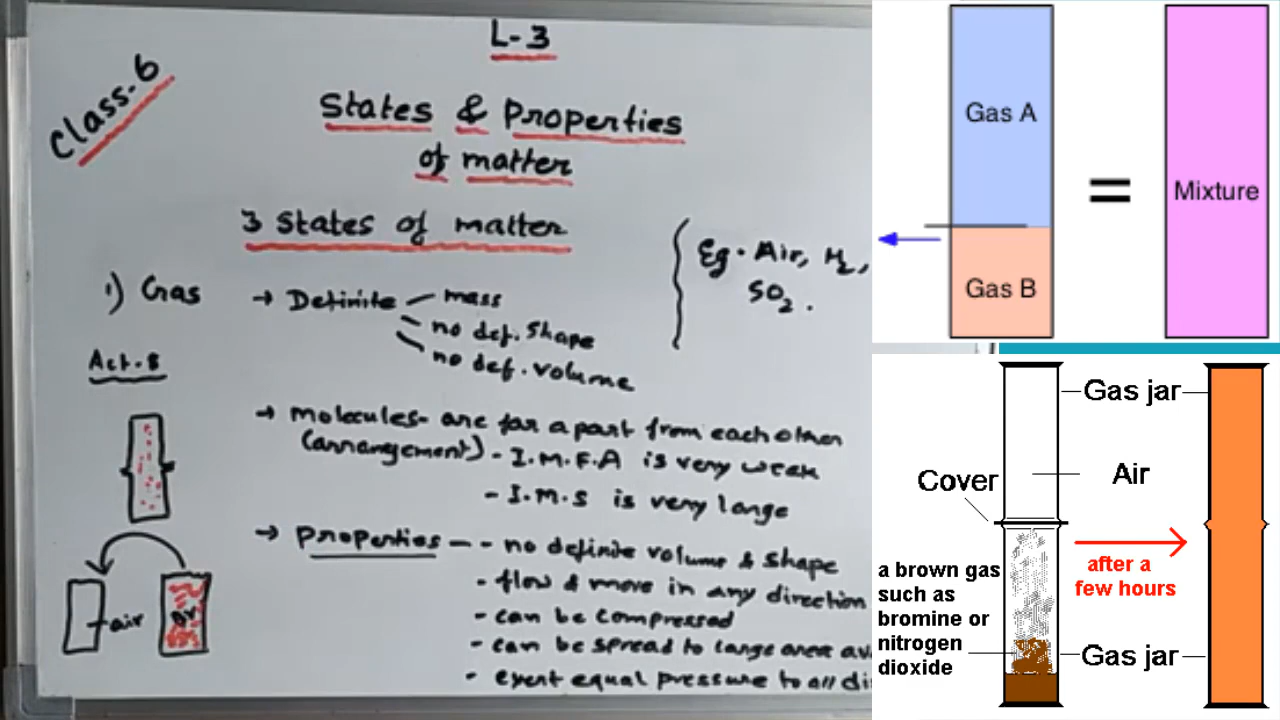 L-3
Class-6
States & Properties
of matter
3 States of matter
Eg. Air, H2,
SO2.
1) Gas → Definite - mass
- no def. shape
- no def. volume
Act-8
→ Molecules- are far apart from each other
(arrangement) - I.M.F.A is very weak
- I.M.S is very large
→ Properties - - no definite volume & shape
- flow & move in any direction
- can be compressed
- can be spread to large area
- exert equal pressure to all
air
Br
Gas A
Gas B
=
Mixture
Gas jar
Air
Cover
after a
few hours
a brown gas
such as
bromine or
nitrogen
dioxide
Gas jar